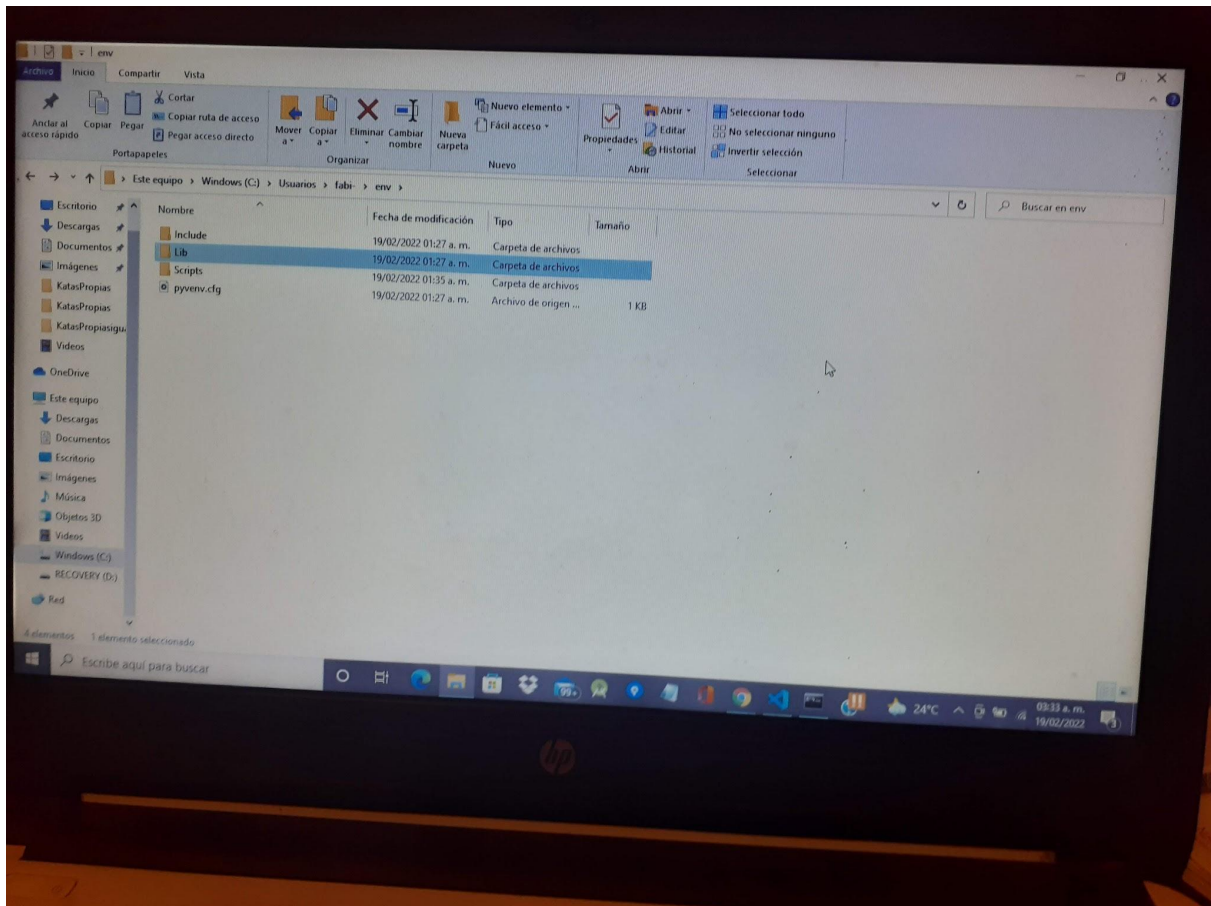 env
Archivo Inicio Compartir Vista
Anclar al acceso rápido
Copiar
Pegar
Cortar
Copiar ruta de acceso
Pegar acceso directo
Portapapeles
Mover a
Copiar a
Eliminar
Cambiar nombre
Organizar
Nueva carpeta
Nuevo elemento
Fácil acceso
Nuevo
Propiedades
Abrir
Editar
Historial
Abrir
Seleccionar todo
No seleccionar ninguno
Invertir selección
Seleccionar
Este equipo > Windows (C:) > Usuarios > fabi- > env >
Buscar en env
Escritorio
Descargas
Documentos
Imágenes
KatasPropias
KatasPropias
KatasPropiasigu
Videos
OneDrive
Este equipo
Descargas
Documentos
Escritorio
Imágenes
Música
Objetos 3D
Videos
Windows (C:)
RECOVERY (D:)
Red
Nombre Fecha de modificación Tipo Tamaño
Include 19/02/2022 01:27 a. m. Carpeta de archivos
Lib 19/02/2022 01:27 a. m. Carpeta de archivos
Scripts 19/02/2022 01:35 a. m. Carpeta de archivos
pyvenv.cfg 19/02/2022 01:27 a. m. Archivo de origen ... 1 KB
4 elementos 1 elemento seleccionado
Escribe aquí para buscar
99+
24°C
03:33 a. m.
19/02/2022
3
hp